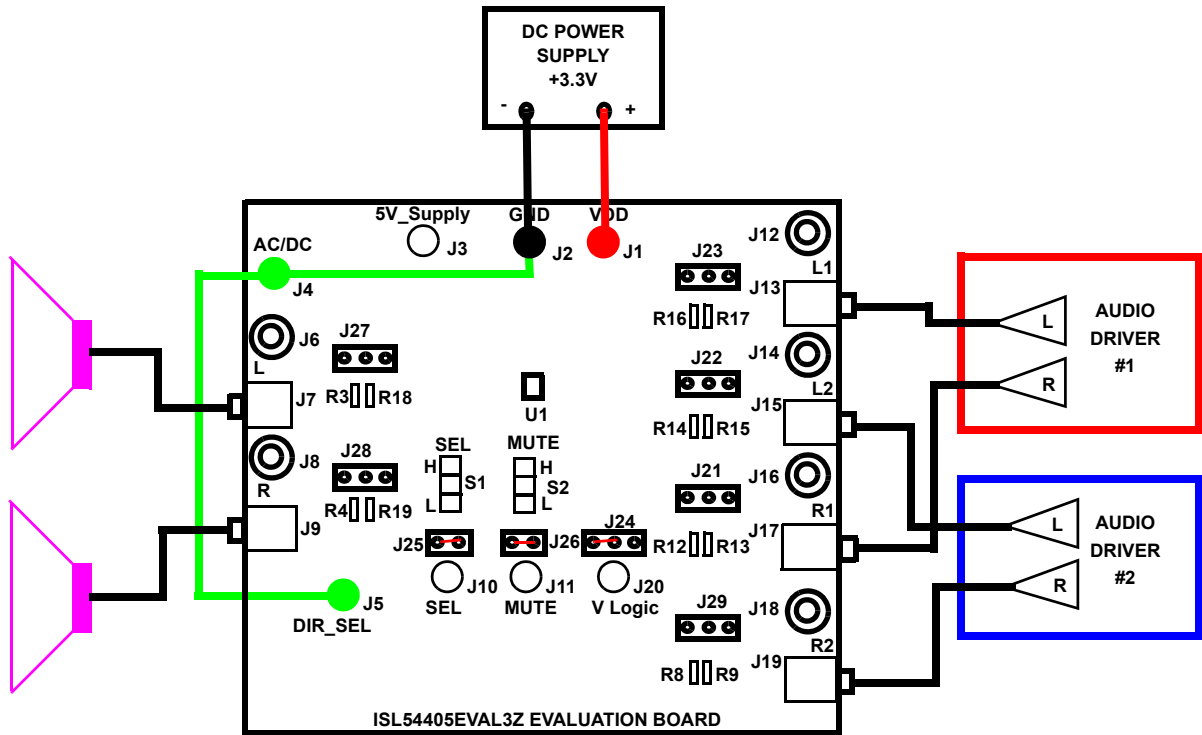 DC POWER
SUPPLY
+3.3V
- +
5V_Supply GND VDD
J3 J2 J1
AC/DC
J4
J12
L1
J23
J13
R16 R17
J6
L
J27
J14
L2
J22
J7
R3 R18
U1
J15
R14 R15
J8
R
J28
SEL
H
S1
L
MUTE
H
S2
L
J16
R1
J21
J9
R4 R19
J25 J26 J24
R12 R13
J17
J10 J11 J20
SEL MUTE V Logic
J5
DIR_SEL
J29
J18
R2
R8 R9
J19
L
R
AUDIO
DRIVER
#1
L
R
AUDIO
DRIVER
#2
ISL54405EVAL3Z EVALUATION BOARD